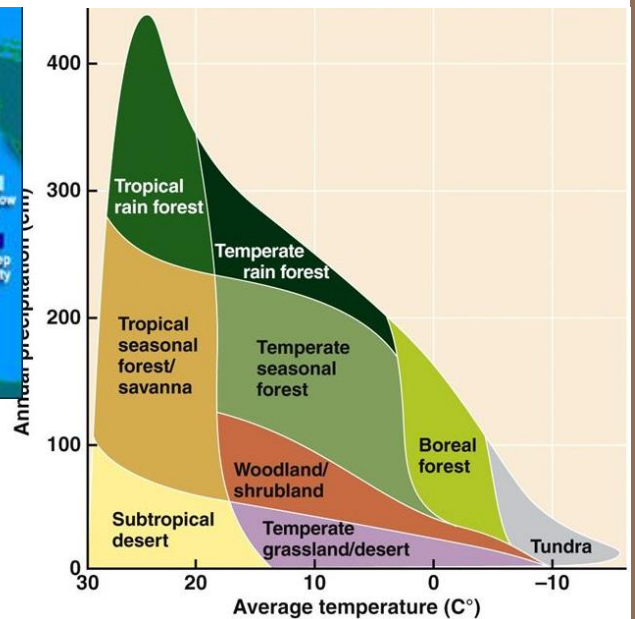 400
300
200
100
0
Annual precipitation (cm)
Tropical
rain forest
Temperate
rain forest
Tropical
seasonal
forest/
savanna
Temperate
seasonal
forest
Boreal
forest
Woodland/
shrubland
Subtropical
desert
Temperate
grassland/desert
Tundra
30
20
10
0
–10
Average temperature (C°)